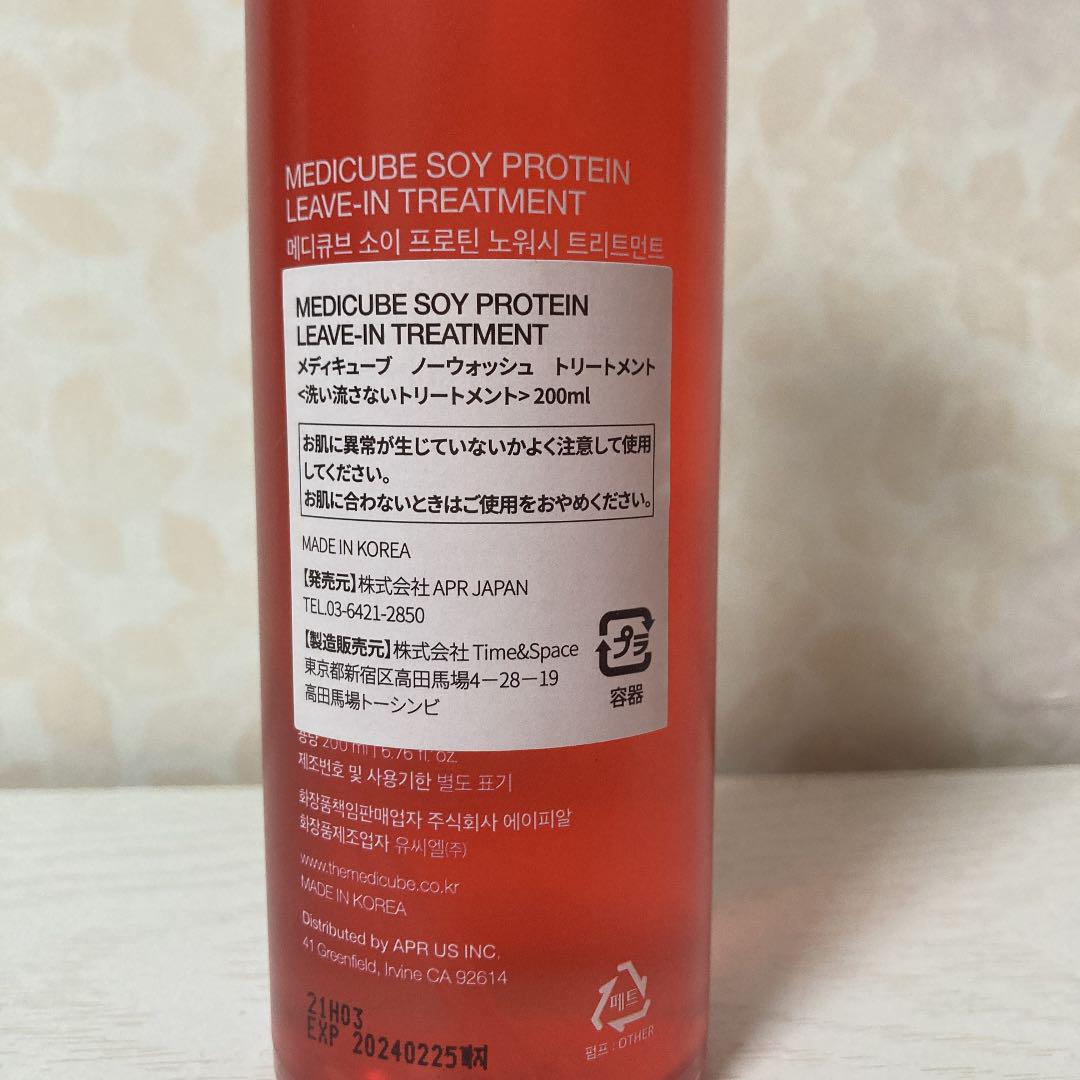 MEDICUBE SOY PROTEIN
LEAVE-IN TREATMENT
메디큐브 소이 프로틴 노워시 트리트먼트
MEDICUBE SOY PROTEIN
LEAVE-IN TREATMENT
メディキューブ　ノーウォッシュ　トリートメント
<洗い流さないトリートメント> 200ml
お肌に異常が生じていないかよく注意して使用
してください。
お肌に合わないときはご使用をおやめください。
MADE IN KOREA
【発売元】株式会社 APR JAPAN
TEL.03-6421-2850
【製造販売元】株式会社 Time&Space
東京都新宿区高田馬場4－28－19
高田馬場トーシンビ
プラ
容器
200 ml | 6.76 fl. oz.
제조번호 및 사용기한 별도 표기
화장품책임판매업자 주식회사 에이피알
화장품제조업자 유씨엘(주)
www.themedicube.co.kr
MADE IN KOREA
Distributed by APR US INC.
41 Greenfield, Irvine CA 92614
21H03
EXP 20240225까지
페트
펌프 : OTHER